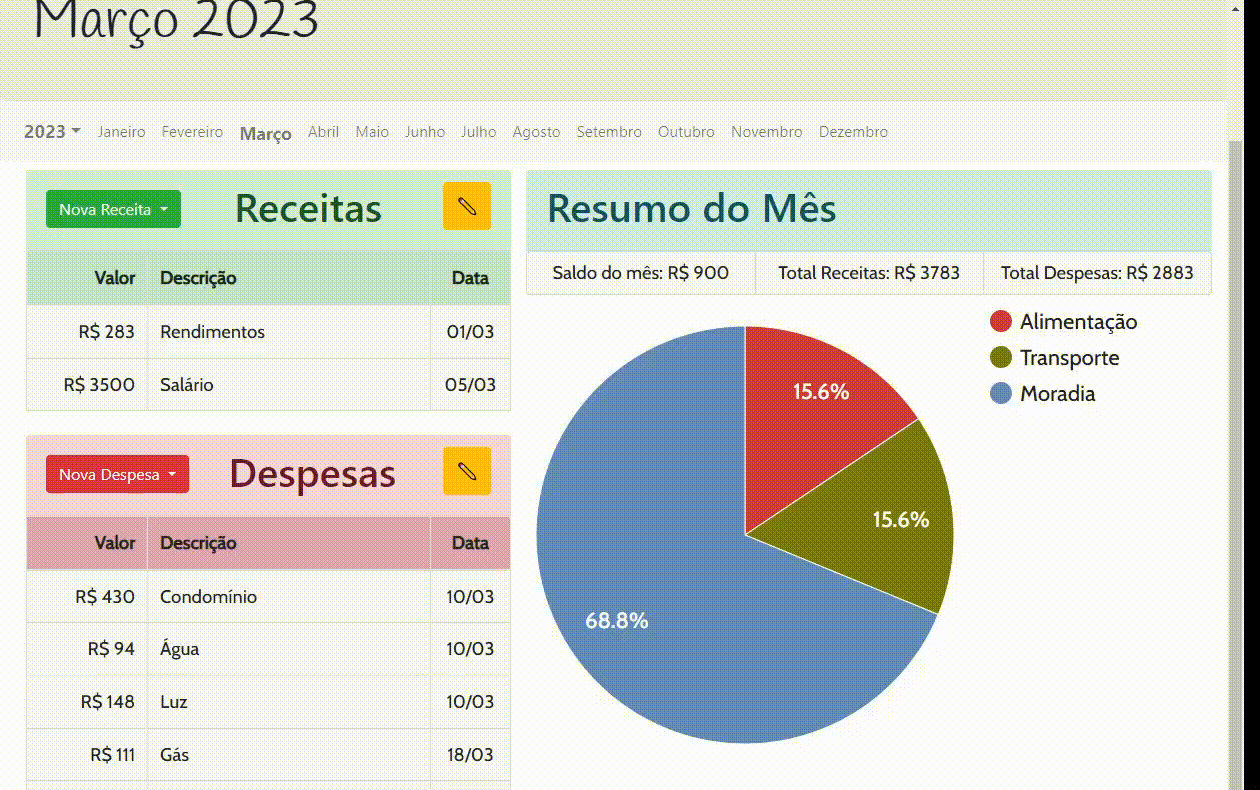 Março 2023
2023 Janeiro Fevereiro Março Abril Maio Junho Julho Agosto Setembro Outubro Novembro Dezembro
Nova Receita Receitas
Valor Descrição Data
R$ 283 Rendimentos 01/03
R$ 3500 Salário 05/03
Nova Despesa Despesas
Valor Descrição Data
R$ 430 Condomínio 10/03
R$ 94 Água 10/03
R$ 148 Luz 10/03
R$ 111 Gás 18/03
Resumo do Mês
Saldo do mês: R$ 900 Total Receitas: R$ 3783 Total Despesas: R$ 2883
Alimentação
Transporte
Moradia
15.6%
15.6%
68.8%